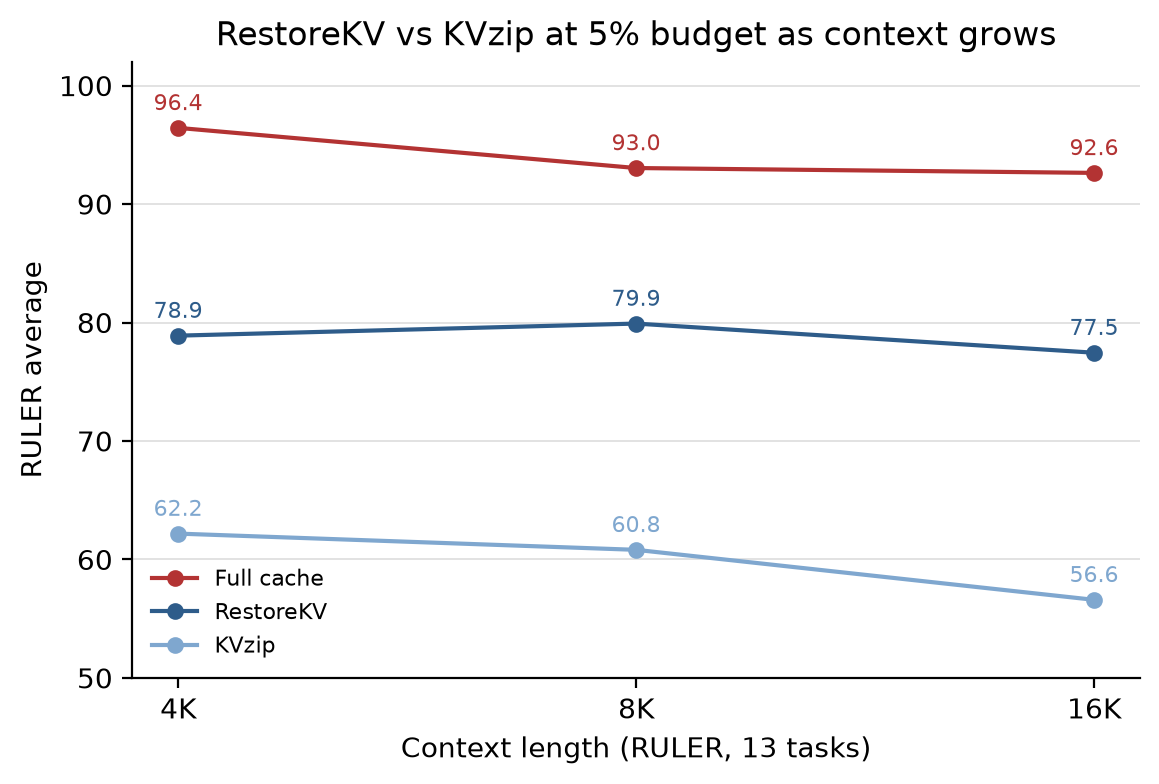 RestoreKV vs KVzip at 5% budget as context grows
RULER average
100
90
80
70
60
50
96.4
93.0
92.6
78.9
79.9
77.5
62.2
60.8
56.6
Full cache
RestoreKV
KVzip
4K
8K
16K
Context length (RULER, 13 tasks)